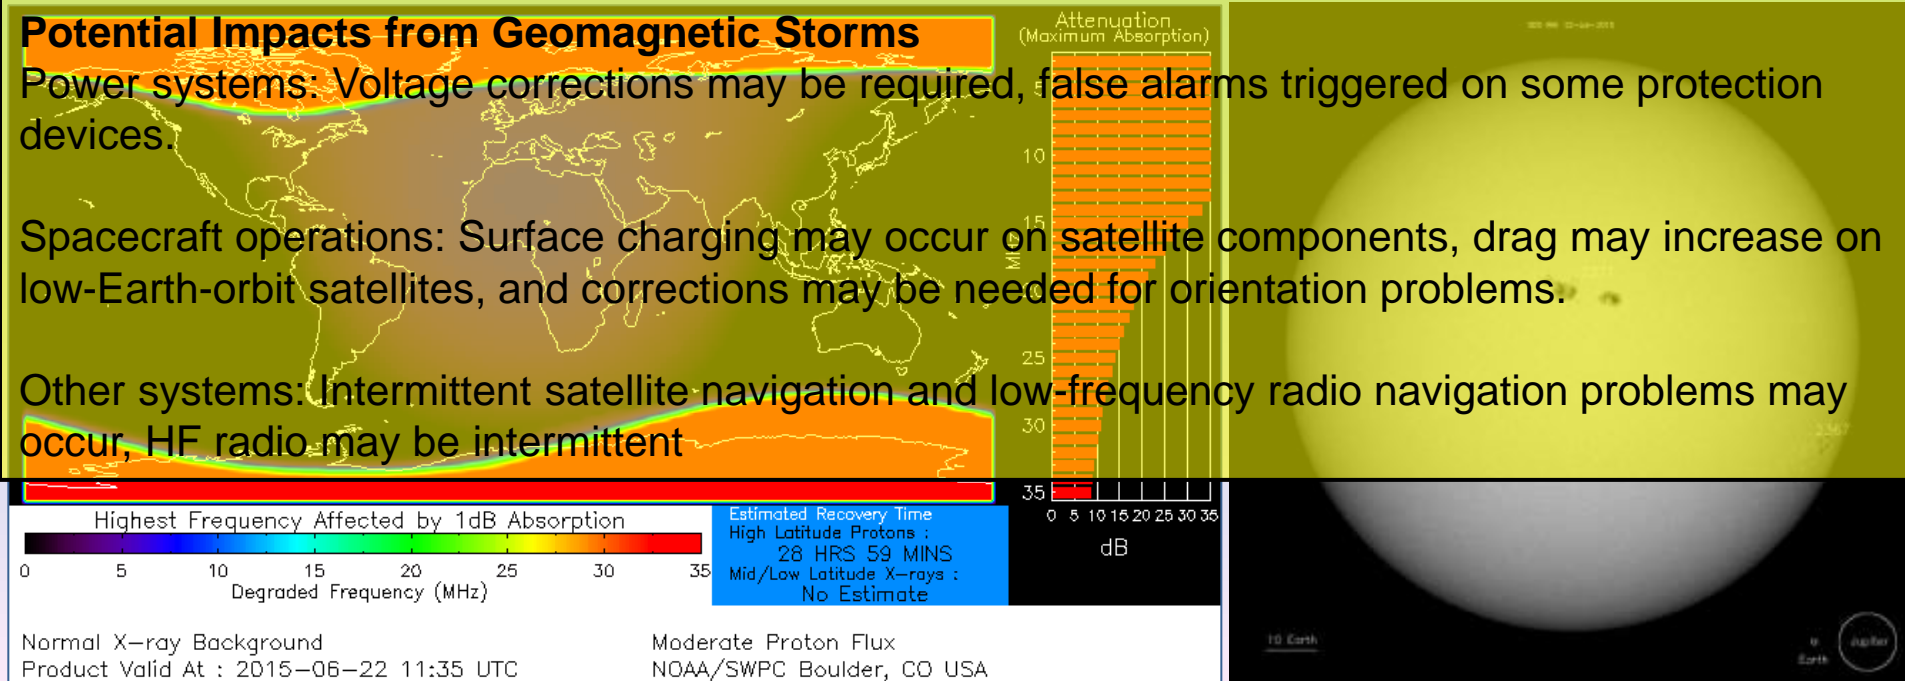 Potential Impacts from Geomagnetic Storms
Power systems: Voltage corrections may be required, false alarms triggered on some protection
devices.
Spacecraft operations: Surface charging may occur on satellite components, drag may increase on
low-Earth-orbit satellites, and corrections may be needed for orientation problems.
Other systems: Intermittent satellite navigation and low-frequency radio navigation problems may
occur, HF radio may be intermittent
Attenuation
(Maximum Absorption)
5
10
15
MHz
20
25
30
35
0 5 10 15 20 25 30 35
dB
Highest Frequency Affected by 1dB Absorption
0 5 10 15 20 25 30 35
Degraded Frequency (MHz)
Estimated Recovery Time
High Latitude Protons :
28 HRS 59 MINS
Mid/Low Latitude X-rays :
No Estimate
Normal X-ray Background
Product Valid At : 2015-06-22 11:35 UTC
Moderate Proton Flux
NOAA/SWPC Boulder, CO USA
10 Earth
Earth
Jupiter